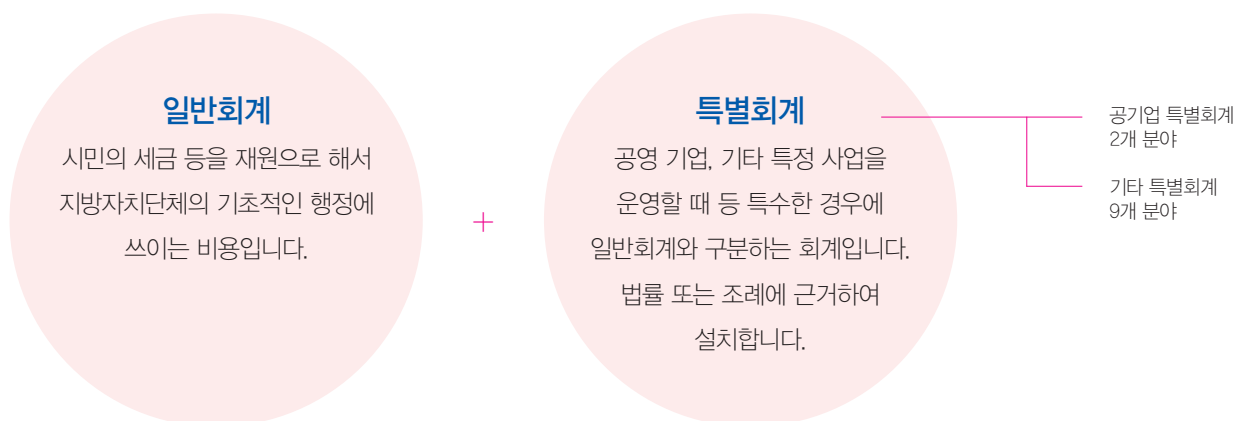 일반회계
시민의 세금 등을 재원으로 해서
지방자치단체의 기초적인 행정에
쓰이는 비용입니다.
+
특별회계
공영 기업, 기타 특정 사업을
운영할 때 등 특수한 경우에
일반회계와 구분하는 회계입니다.
법률 또는 조례에 근거하여
설치합니다.
공기업 특별회계
2개 분야
기타 특별회계
9개 분야